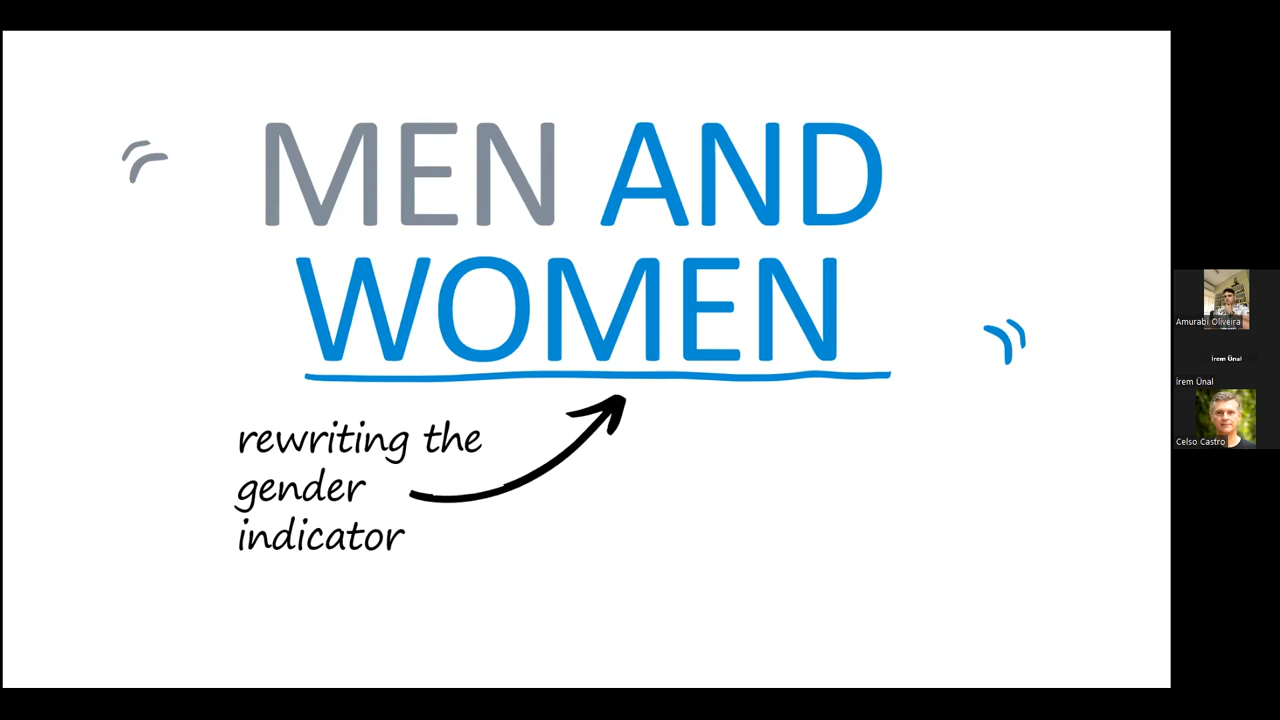 MEN AND
WOMEN
rewriting the
gender
indicator
Amurabi Oliveira
İrem Ünal
İrem Ünal
Celso Castro